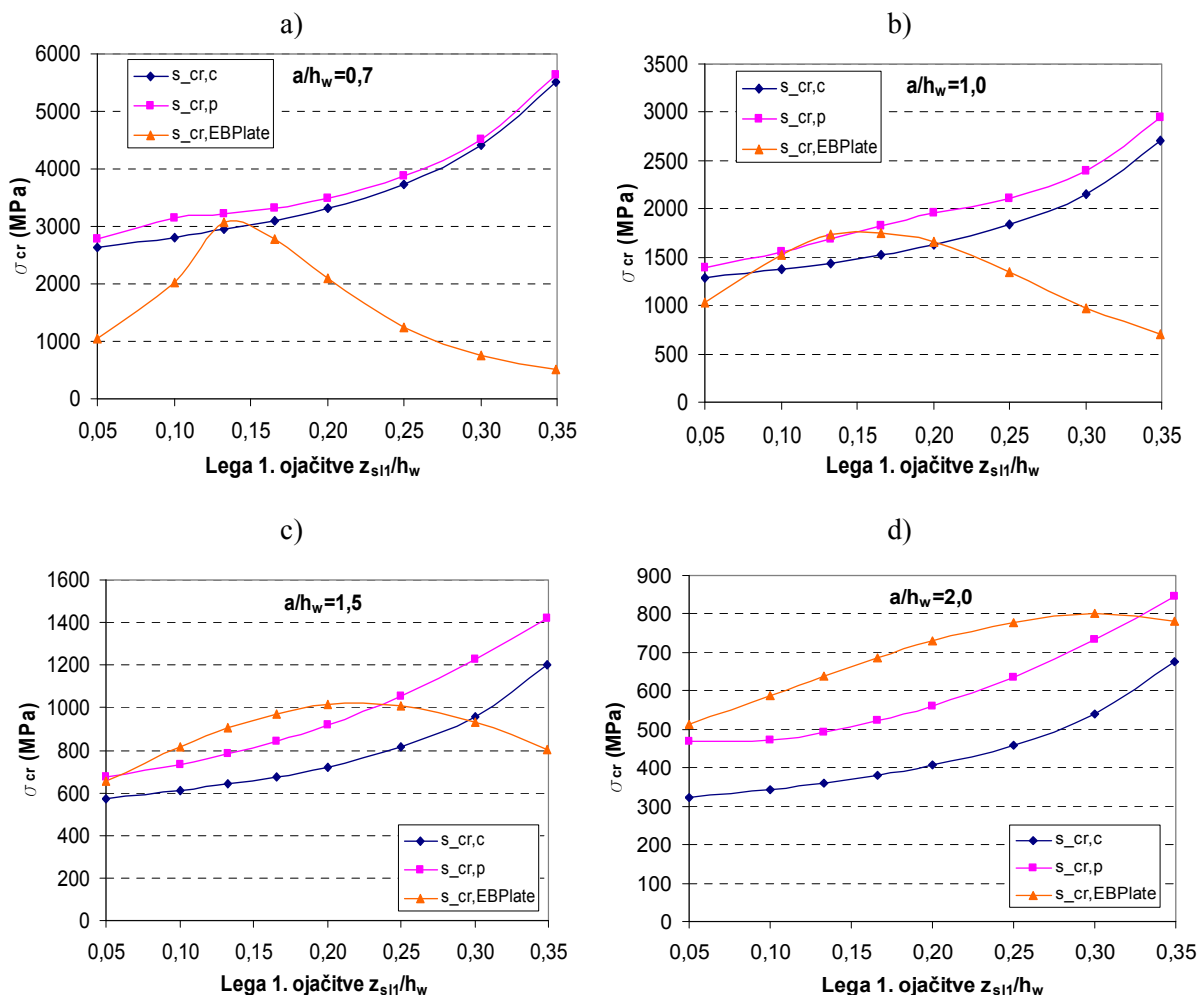 a)
6000
5000
4000
3000
2000
1000
0
σ cr (MPa)
s_cr,c
s_cr,p
s_cr,EBPlate
a/hw=0,7
0,05 0,10 0,15 0,20 0,25 0,30 0,35
Lega 1. ojačitve zsl1/hw
b)
3500
3000
2500
2000
1500
1000
500
0
σ cr (MPa)
s_cr,c
s_cr,p
s_cr,EBPlate
a/hw=1,0
0,05 0,10 0,15 0,20 0,25 0,30 0,35
Lega 1. ojačitve zsl1/hw
c)
1600
1400
1200
1000
800
600
400
200
0
σ cr (MPa)
a/hw=1,5
s_cr,c
s_cr,p
s_cr,EBPlate
0,05 0,10 0,15 0,20 0,25 0,30 0,35
Lega 1. ojačitve zsl1/hw
d)
900
800
700
600
500
400
300
200
100
0
σ cr (MPa)
a/hw=2,0
s_cr,c
s_cr,p
s_cr,EBPlate
0,05 0,10 0,15 0,20 0,25 0,30 0,35
Lega 1. ojačitve zsl1/hw